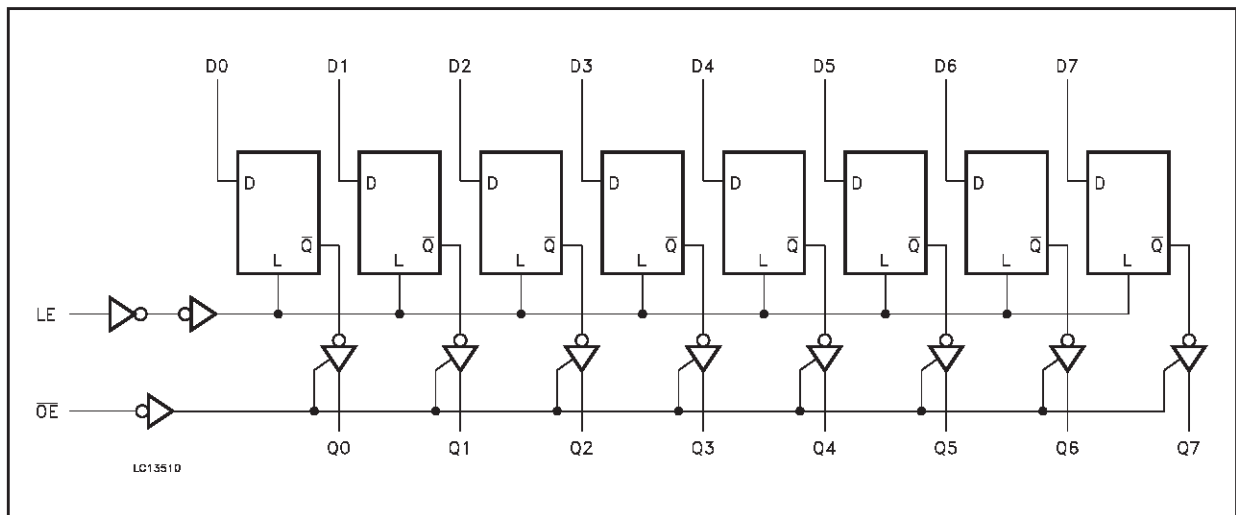 D0 D1 D2 D3 D4 D5 D6 D7
D D D D D D D D
Q̅ Q̅ Q̅ Q̅ Q̅ Q̅ Q̅ Q̅
L L L L L L L L
LE
O̅E̅
Q0 Q1 Q2 Q3 Q4 Q5 Q6 Q7
LC13510